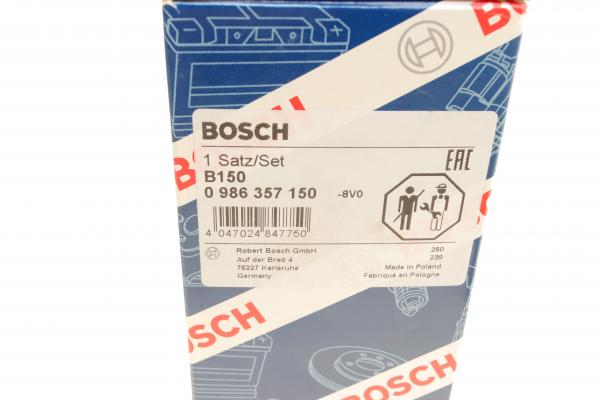 BOSCH
BOSCH
BOSCH
BOSCH
1 Satz/Set
EAC
B150
0 986 357 150 -8V0
4 047024 847750
Robert Bosch GmbH
Auf der Breit 4
76227 Karlsruhe
Germany
260
239
Made in Poland
Fabriqué en Pologne
BOSCH